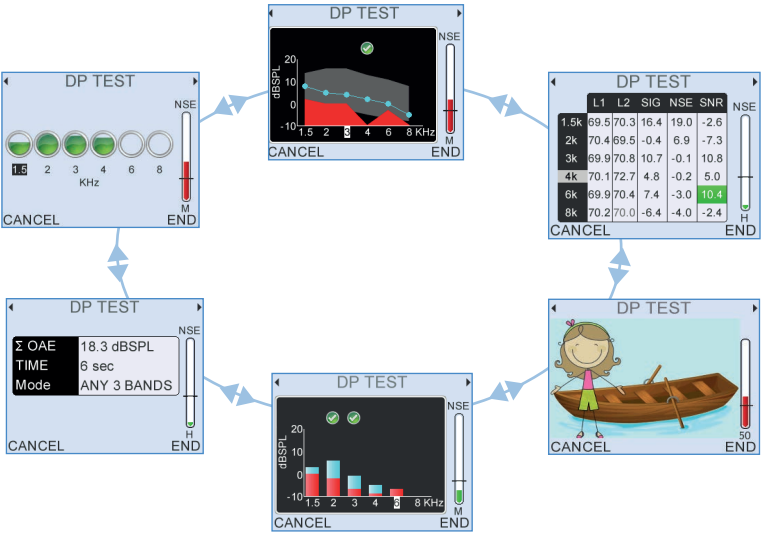 DP TEST
NSE
dBSPL
20
10
0
-10
1.5 2 3 4 6 8 KHz
M
CANCEL END
DP TEST
NSE
1.5 2 3 4 6 8
KHz
M
CANCEL END
DP TEST
L1 L2 SIG NSE SNR
NSE
1.5k 69.5 70.3 16.4 19.0 -2.6
2k 70.4 69.5 -0.4 6.9 -7.3
3k 69.9 70.8 10.7 -0.1 10.8
4k 70.1 72.7 4.8 -0.2 5.0
6k 69.9 70.4 7.4 -3.0 10.4
8k 70.2 70.0 -6.4 -4.0 -2.4
H
CANCEL END
DP TEST
NSE
Σ OAE 18.3 dBSPL
TIME 6 sec
Mode ANY 3 BANDS
H
CANCEL END
DP TEST
NSE
dBSPL
20
10
0
-10
1.5 2 3 4 6 8 KHz
M
CANCEL END
DP TEST
50
CANCEL END